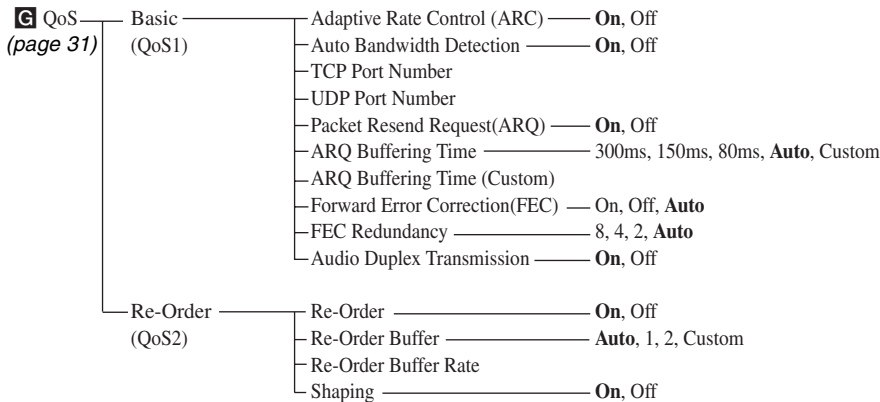 G QoS Basic Adaptive Rate Control (ARC) On, Off
(page 31) (QoS1) Auto Bandwidth Detection On, Off
TCP Port Number
UDP Port Number
Packet Resend Request(ARQ) On, Off
ARQ Buffering Time 300ms, 150ms, 80ms, Auto, Custom
ARQ Buffering Time (Custom)
Forward Error Correction(FEC) On, Off, Auto
FEC Redundancy 8, 4, 2, Auto
Audio Duplex Transmission On, Off
Re-Order Re-Order On, Off
(QoS2) Re-Order Buffer Auto, 1, 2, Custom
Re-Order Buffer Rate
Shaping On, Off